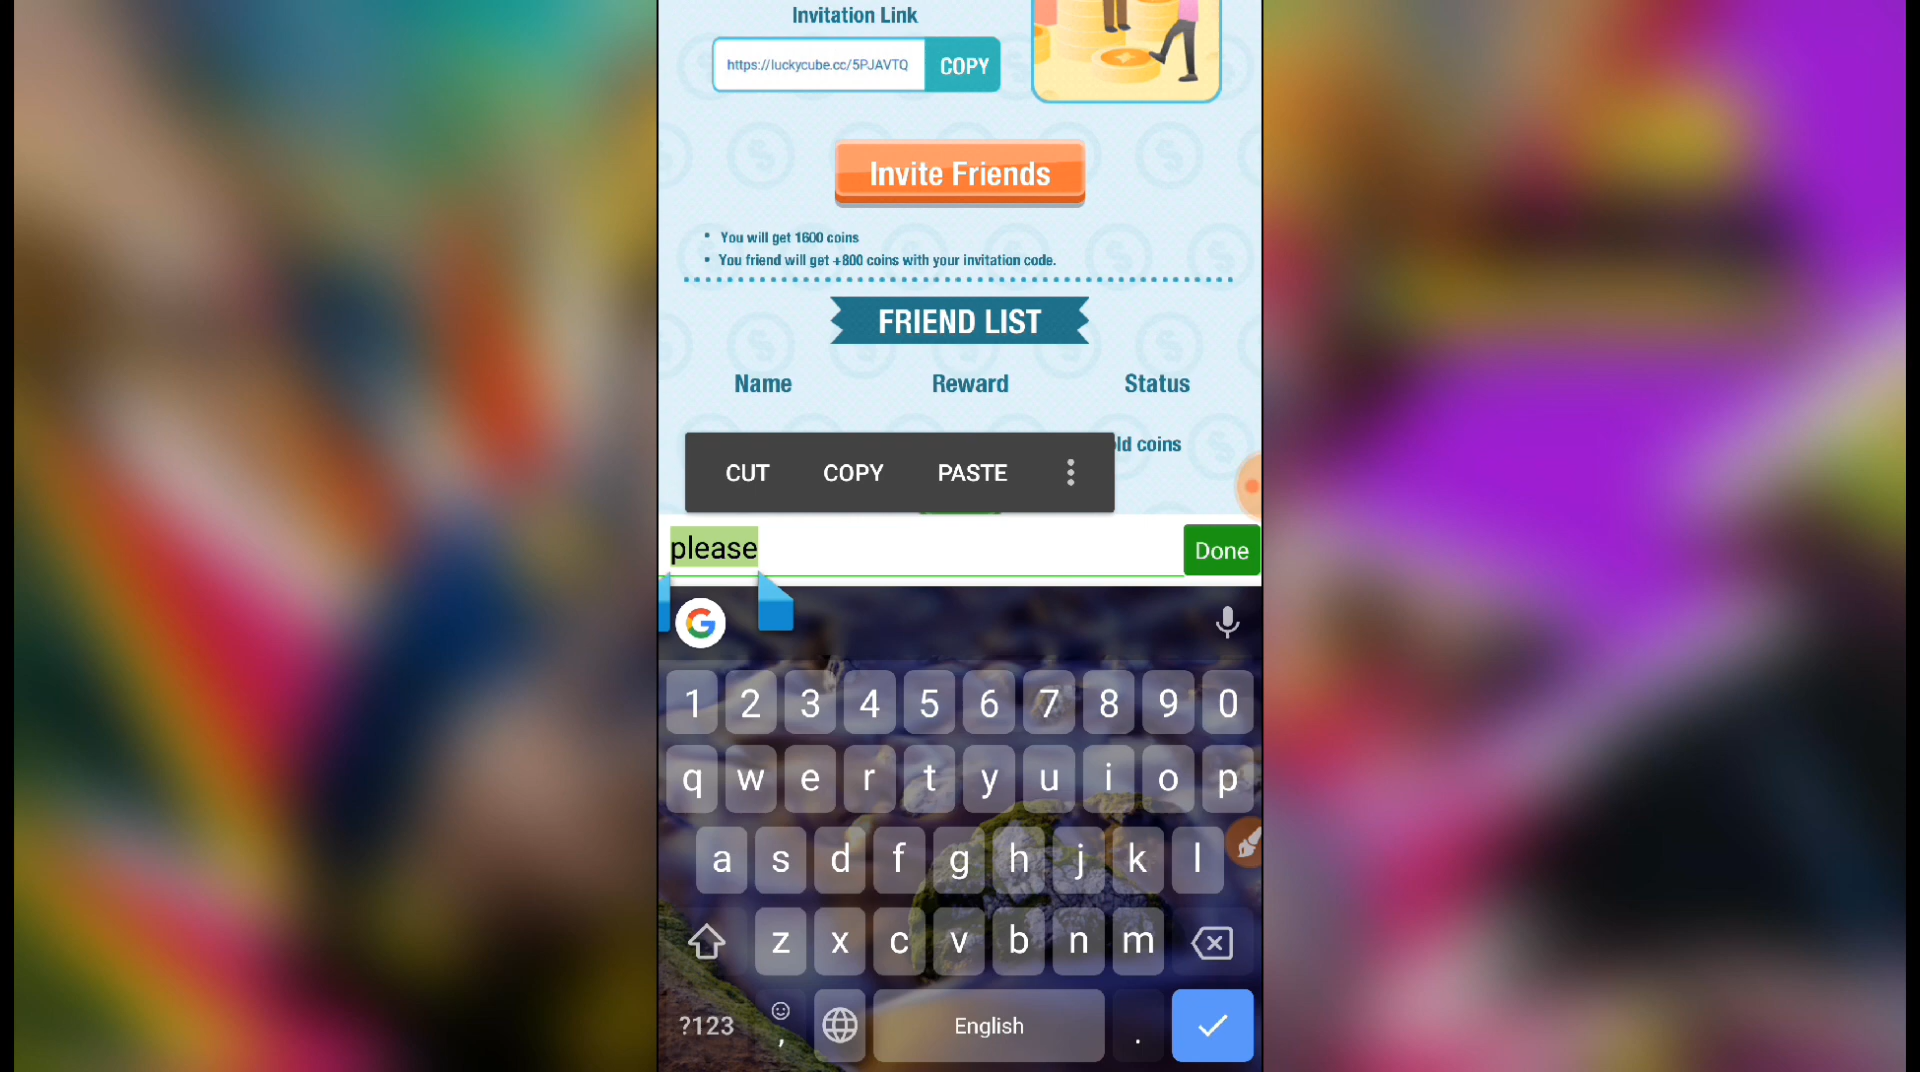 Invitation Link
https://luckycube.cc/5PJAVTQ COPY
Invite Friends
• You will get 1600 coins
• You friend will get +800 coins with your invitation code.
FRIEND LIST
Name Reward Status
ld coins
CUT COPY PASTE
please Done
G
1 2 3 4 5 6 7 8 9 0
q w e r t y u i o p
a s d f g h j k l
z x c v b n m
?123 , English .